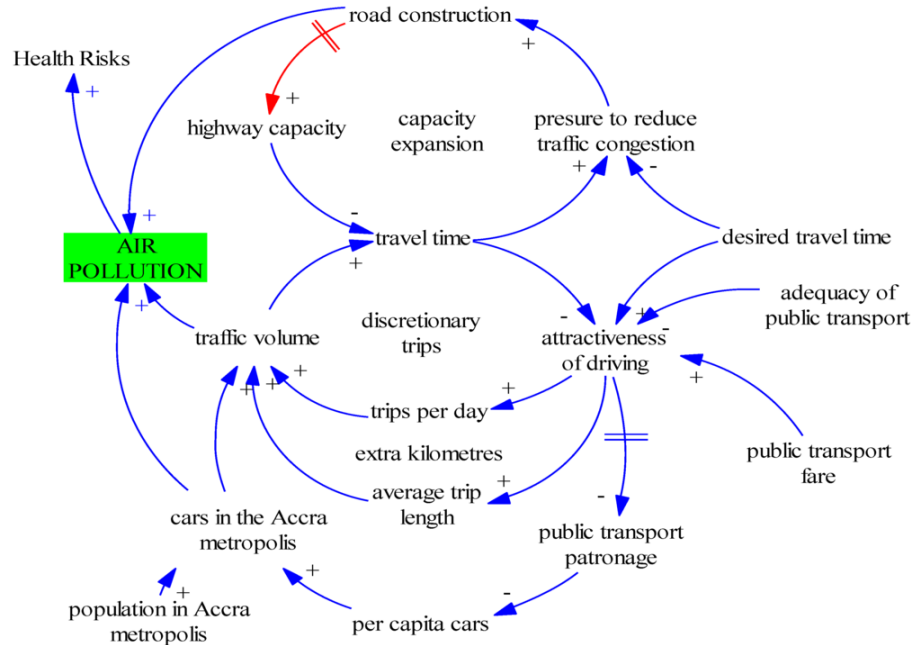 road construction
Health Risks
+
+
+
highway capacity
capacity
expansion
presure to reduce
traffic congestion
+
-
-
+
AIR
POLLUTION
travel time
desired travel time
+
+
traffic volume
discretionary
trips
-
+
-
attractiveness
of driving
adequacy of
public transport
+
+
+
+
+
trips per day
extra kilometres
public transport
fare
+
average trip
length
cars in the Accra
metropolis
-
public transport
patronage
+
-
+
population in Accra
metropolis
per capita cars